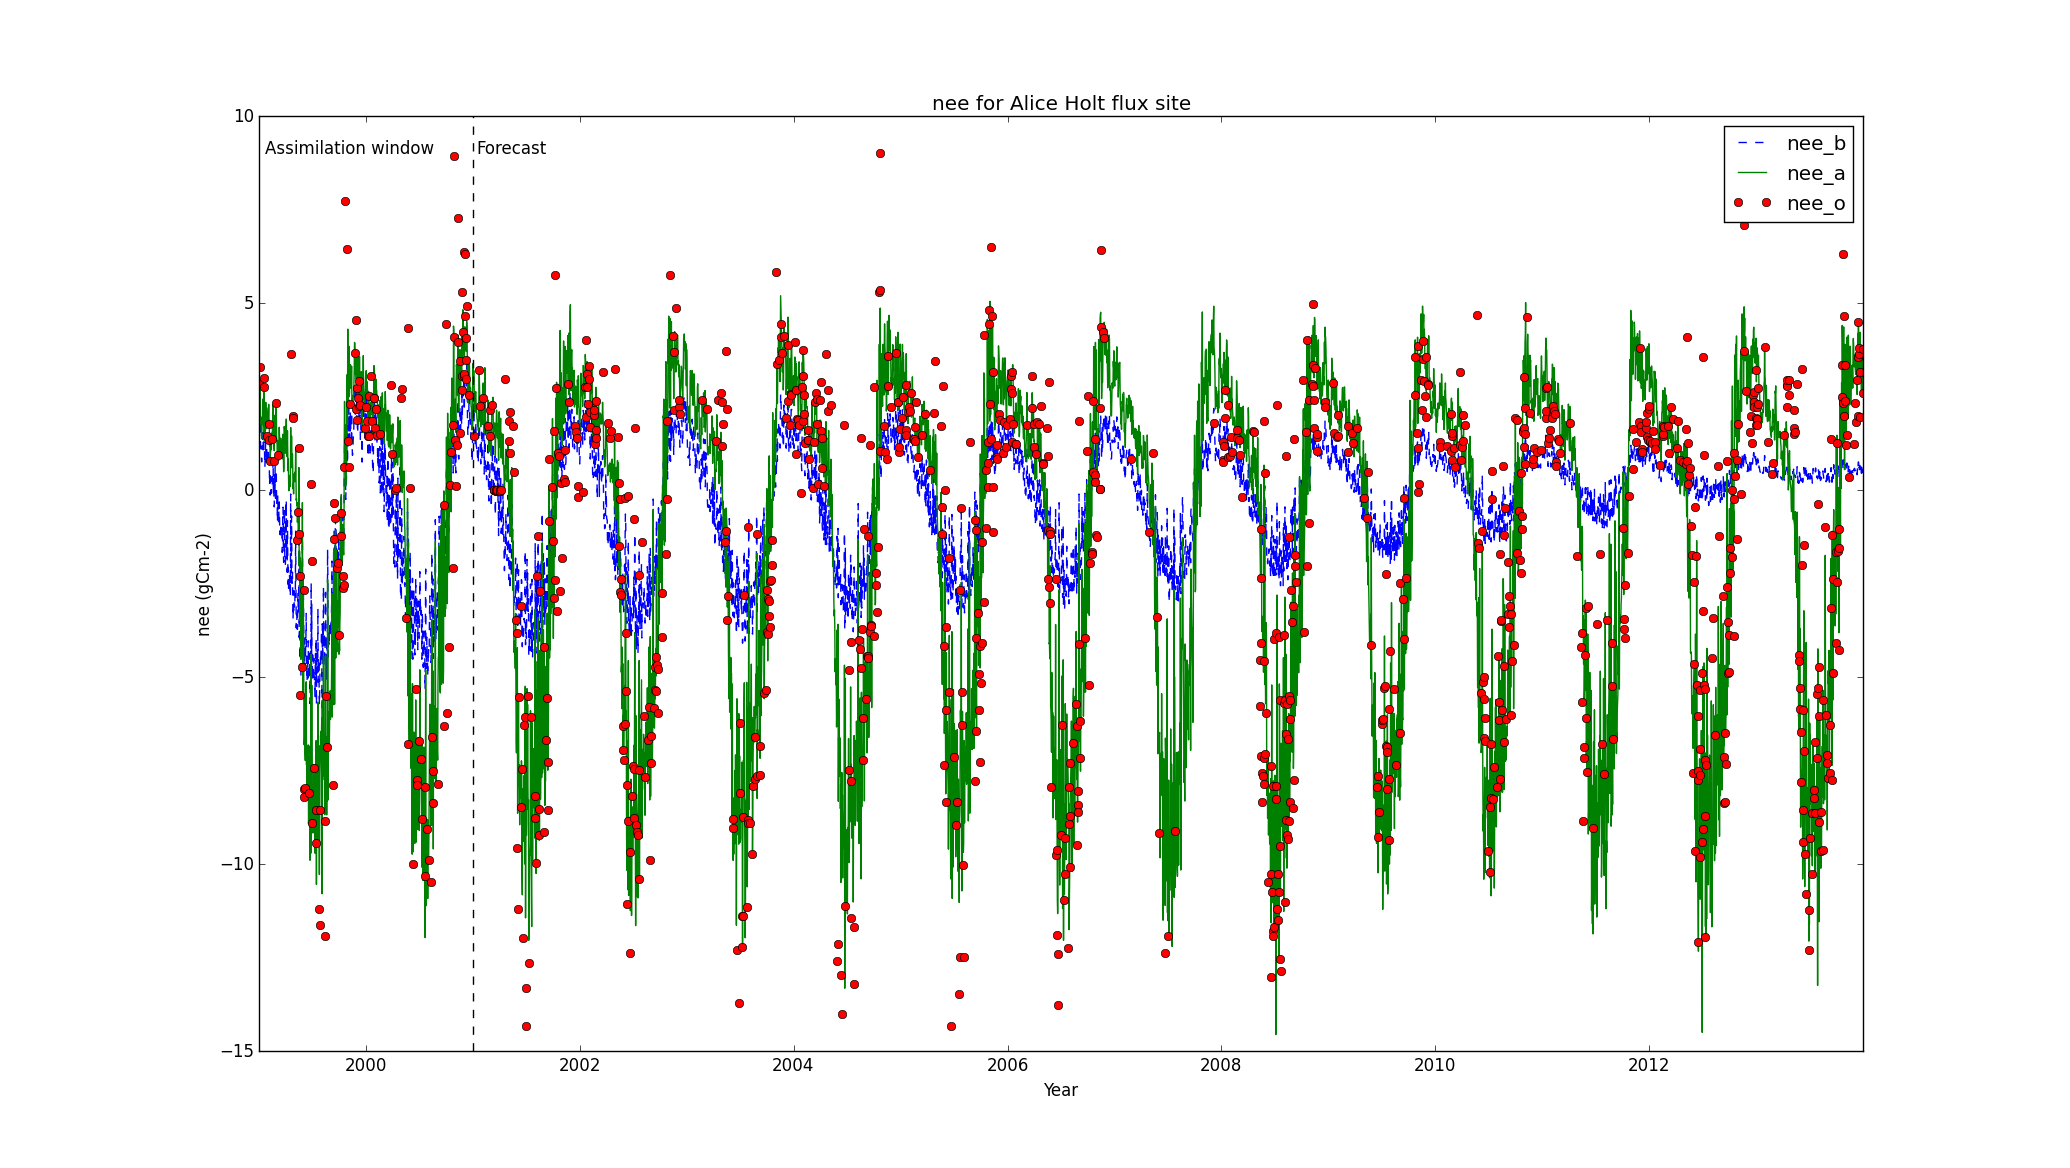 nee for Alice Holt flux site
10
Assimilation window
Forecast
nee_b
nee_a
nee_o
5
0
−5
−10
−15
nee (gCm-2)
2000
2002
2004
2006
2008
2010
2012
Year